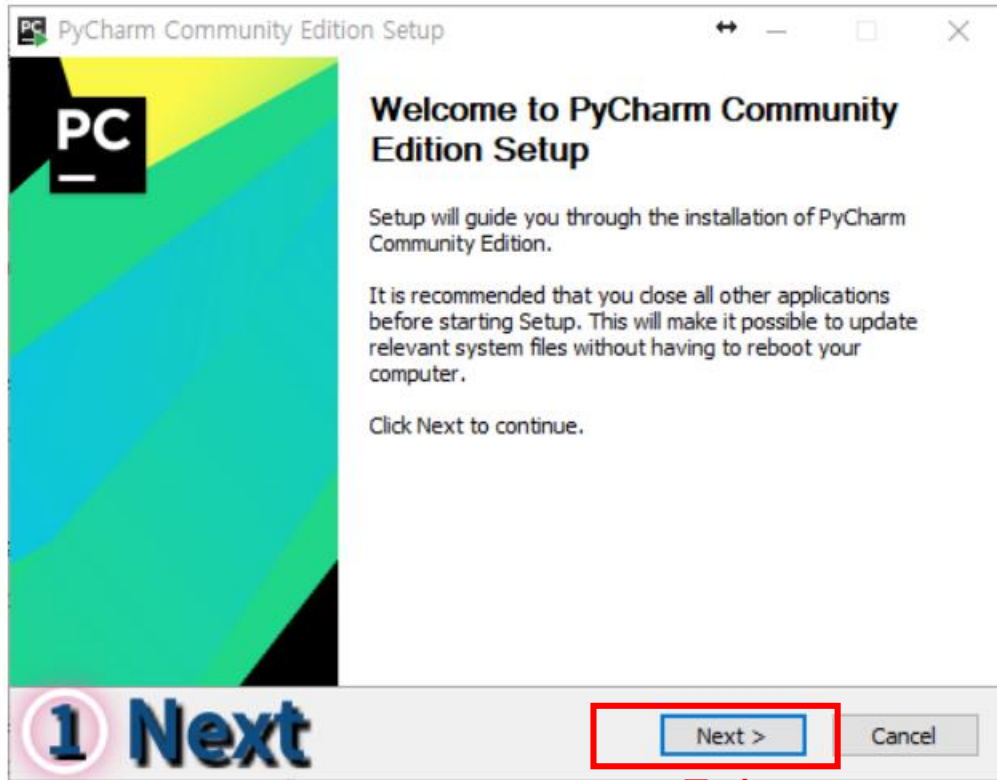 PyCharm Community Edition Setup
PC
Welcome to PyCharm Community
Edition Setup
Setup will guide you through the installation of PyCharm
Community Edition.
It is recommended that you close all other applications
before starting Setup. This will make it possible to update
relevant system files without having to reboot your
computer.
Click Next to continue.
1 Next
Next >
Cancel